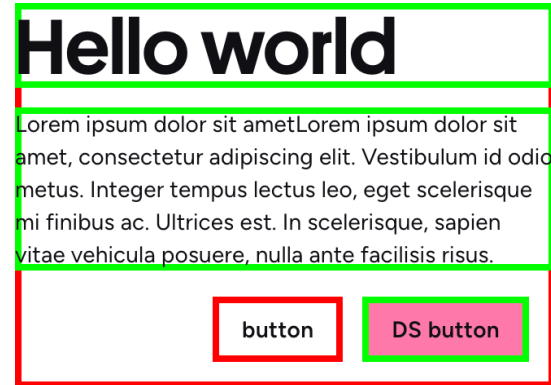 Hello world
Lorem ipsum dolor sit ametLorem ipsum dolor sit
amet, consectetur adipiscing elit. Vestibulum id odio
metus. Integer tempus lectus leo, eget scelerisque
mi finibus ac. Ultrices est. In scelerisque, sapien
vitae vehicula posuere, nulla ante facilisis risus.
button
DS button